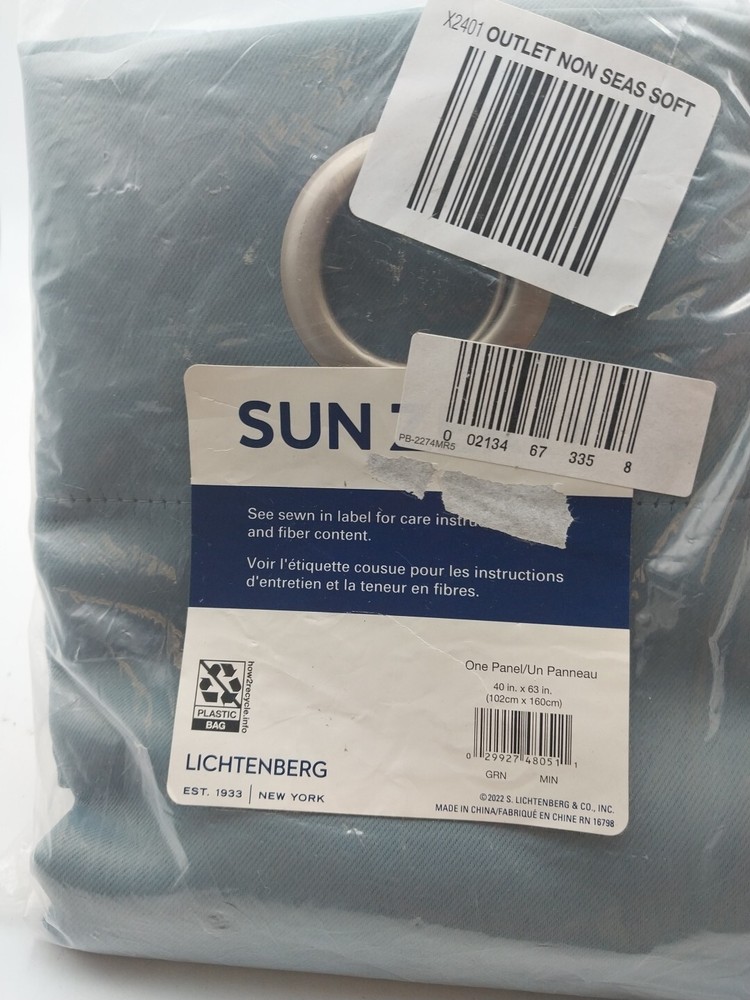 X2401 OUTLET NON SEAS SOFT
SUN
PB-2274MR5
0 02134 67 335 8
See sewn in label for care
and fiber content.
Voir l'étiquette cousue pour les instructions
d'entretien et la teneur en fibres.
how2recycle.info
PLASTIC
BAG
One Panel/Un Panneau
40 in. x 63 in.
(102cm x 160cm)
0 29927 48051 1
GRN MIN
LICHTENBERG
EST. 1933 | NEW YORK
©2022 S. LICHTENBERG & CO., INC.
MADE IN CHINA/FABRIQUÉ EN CHINE RN 16798